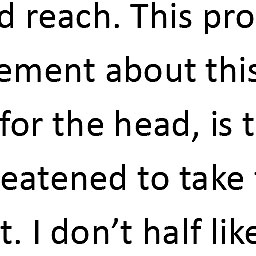 d reach. This pro
ement about this
for the head, is t
eatened to take
t. I don’t half like